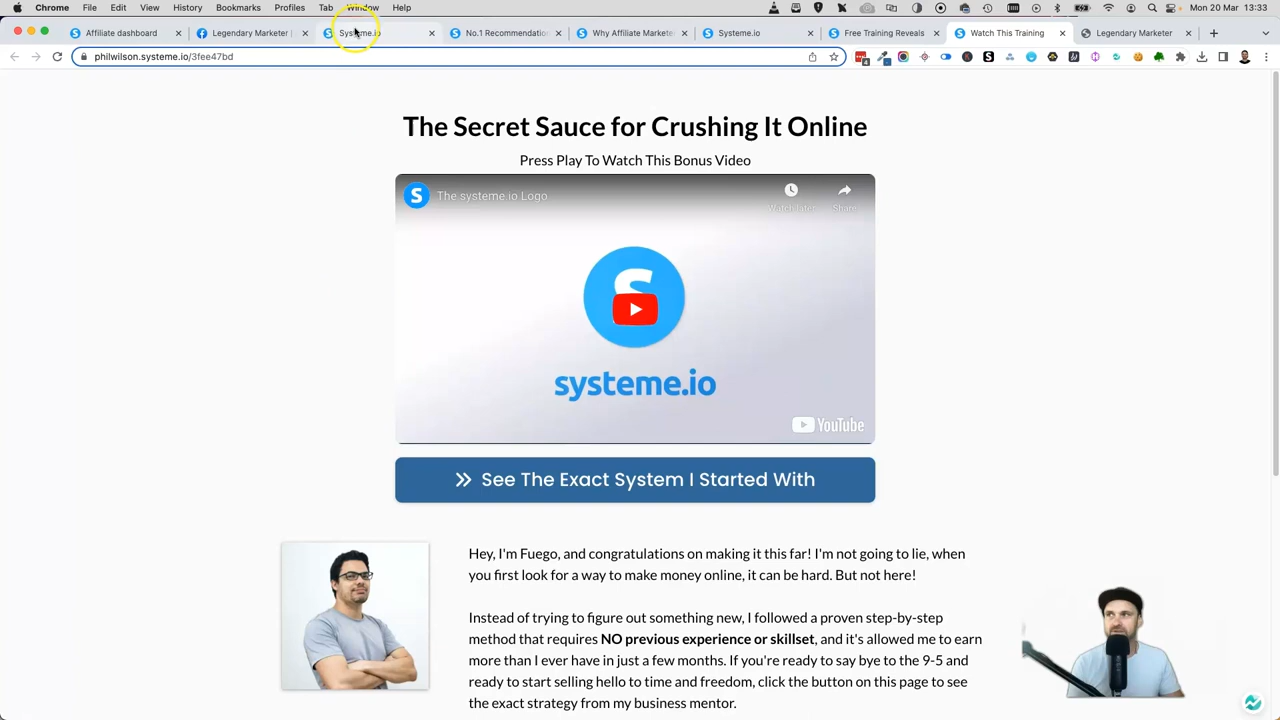 Chrome File Edit View History Bookmarks Profiles Tab Window Help
Mon 20 Mar 13:33
Affiliate dashboard
Legendary Marketer |
Systeme.io
No.1 Recommendation
Why Affiliate Markete
Systeme.io
Free Training Reveals
Watch This Training
Legendary Marketer
philwilson.systeme.io/3fee47bd
The Secret Sauce for Crushing It Online
Press Play To Watch This Bonus Video
S The systeme.io Logo
Watch later
Share
S
systeme.io
YouTube
See The Exact System I Started With
Hey, I'm Fuego, and congratulations on making it this far! I'm not going to lie, when
you first look for a way to make money online, it can be hard. But not here!
Instead of trying to figure out something new, I followed a proven step-by-step
method that requires NO previous experience or skillset, and it's allowed me to earn
more than I ever have in just a few months. If you're ready to say bye to the 9-5 and
ready to start selling hello to time and freedom, click the button on this page to see
the exact strategy from my business mentor.